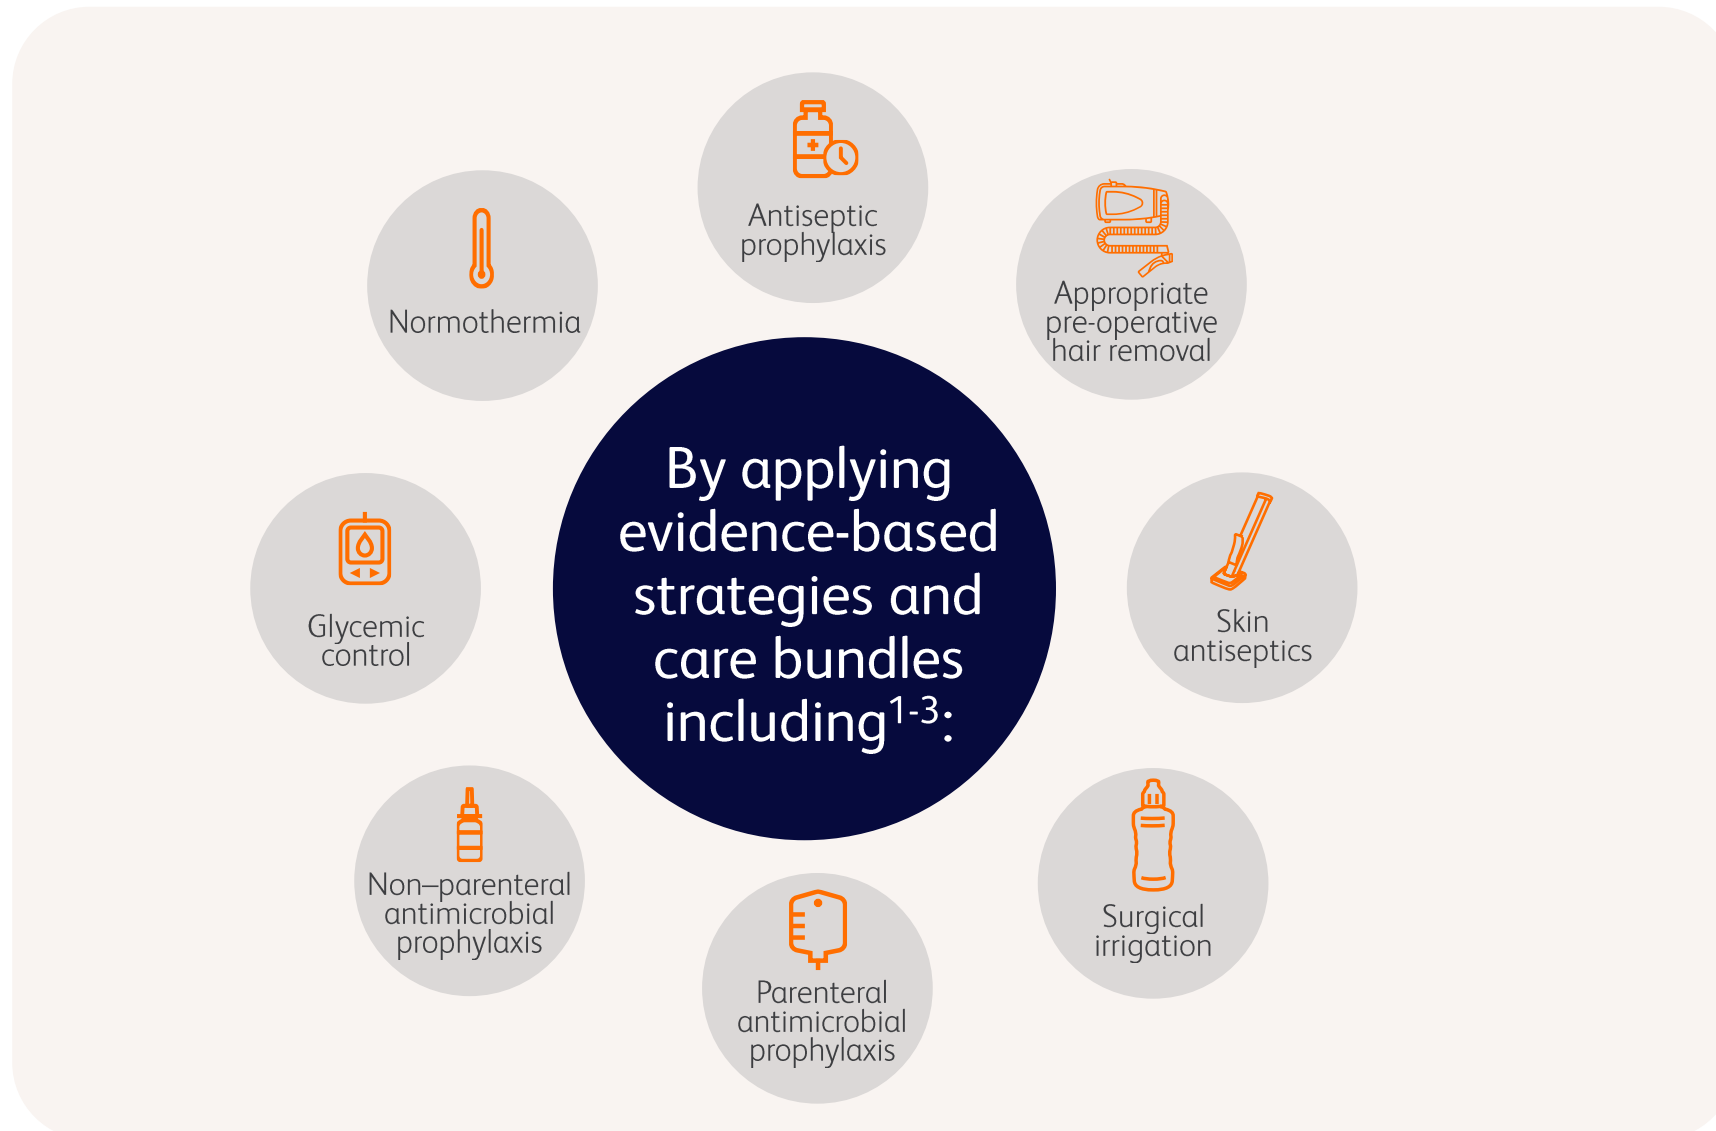 Antiseptic
prophylaxis
Appropriate
pre-operative
hair removal
Normothermia
By applying
evidence-based
strategies and
care bundles
including¹⁻³:
Skin
antiseptics
Glycemic
control
Surgical
irrigation
Non–parenteral
antimicrobial
prophylaxis
Parenteral
antimicrobial
prophylaxis